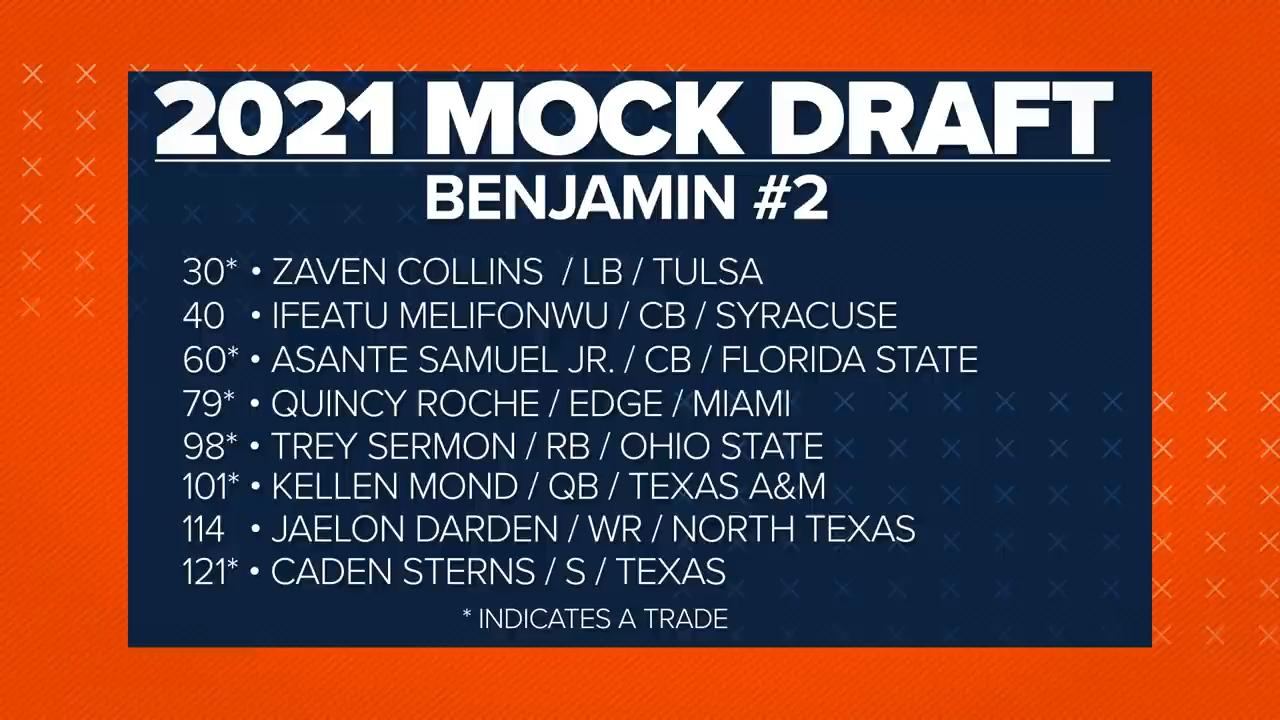 2021 MOCK DRAFT
BENJAMIN #2
30* • ZAVEN COLLINS / LB / TULSA
40 • IFEATU MELIFONWU / CB / SYRACUSE
60* • ASANTE SAMUEL JR. / CB / FLORIDA STATE
79* • QUINCY ROCHE / EDGE / MIAMI
98* • TREY SERMON / RB / OHIO STATE
101* • KELLEN MOND / QB / TEXAS A&M
114 • JAELON DARDEN / WR / NORTH TEXAS
121* • CADEN STERNS / S / TEXAS
* INDICATES A TRADE